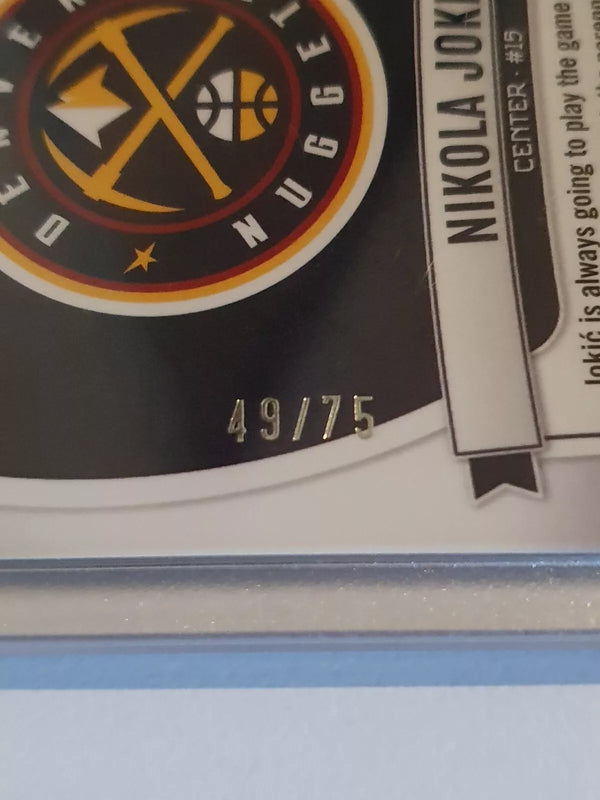 DENVER NUGGETS
49/75
NIKOLA JOKI
CENTER · #15
Jokić is always going to play the game